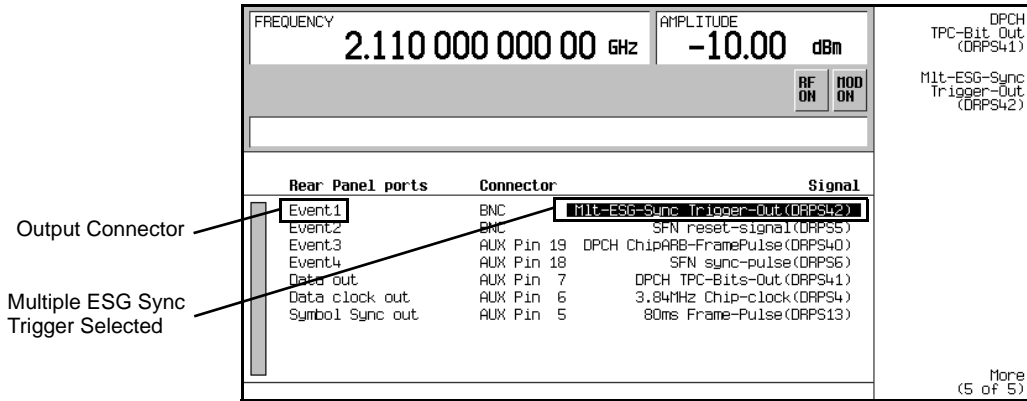 FREQUENCY
2.110 000 000 00 GHz
AMPLITUDE
-10.00 dBm
RF ON
MOD ON
DPCH
TPC-Bit Out
(DRPS41)
Mlt-ESG-Sync
Trigger-Out
(DRPS42)
Rear Panel ports Connector Signal
Event1 BNC Mlt-ESG-Sync Trigger-Out(DRPS42)
Event2 BNC SFN reset-signal(DRPS5)
Event3 AUX Pin 19 DPCH ChipARB-FramePulse(DRPS40)
Event4 AUX Pin 18 SFN sync-pulse(DRPS6)
Data out AUX Pin 7 DPCH TPC-Bits-Out(DRPS41)
Data clock out AUX Pin 6 3.84MHz Chip-clock(DRPS4)
Symbol Sync out AUX Pin 5 80ms Frame-Pulse(DRPS13)
Output Connector
Multiple ESG Sync
Trigger Selected
More
(5 of 5)